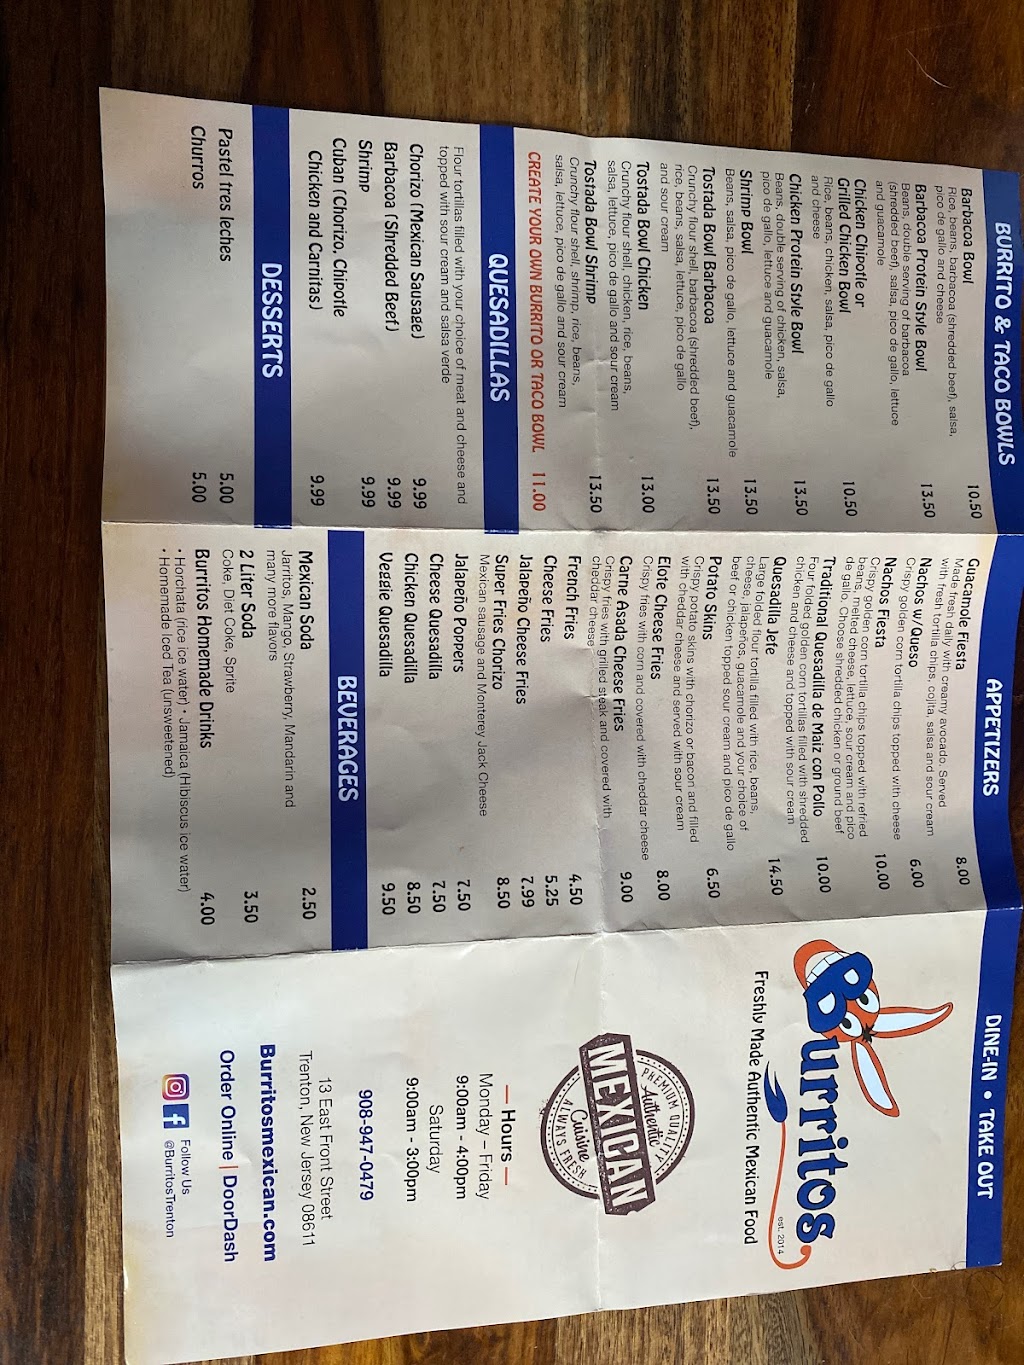 BURRITO & TACO BOWLS
Barbacoa Bowl 10.50
Rice, beans, barbacoa (shredded beef), salsa,
pico de gallo and cheese
Barbacoa Protein Style Bowl 13.50
Beans, double serving of barbacoa
(shredded beef), salsa, pico de gallo, lettuce
and guacamole
Chicken Chipotle or
Grilled Chicken Bowl 10.50
Rice, beans, chicken, salsa, pico de gallo
and cheese
Chicken Protein Style Bowl 13.50
Beans, double serving of chicken, salsa,
pico de gallo, lettuce and guacamole
Shrimp Bowl 13.50
Beans, salsa, pico de gallo, lettuce and guacamole
Tostada Bowl Barbacoa 13.50
Crunchy flour shell, barbacoa (shredded beef),
rice, beans, salsa, lettuce, pico de gallo
and sour cream
Tostada Bowl Chicken 13.00
Crunchy flour shell, chicken, rice, beans,
salsa, lettuce, pico de gallo and sour cream
Tostada Bowl Shrimp 13.50
Crunchy flour shell, shrimp, rice, beans,
salsa, lettuce, pico de gallo and sour cream
CREATE YOUR OWN BURRITO OR TACO BOWL 11.00
QUESADILLAS
Flour tortillas filled with your choice of meat and cheese and
topped with sour cream and salsa verde
Chorizo (Mexican Sausage) 9.99
Barbacoa (Shredded Beef) 9.99
Shrimp 9.99
Cuban (Chorizo, Chipotle
Chicken and Carnitas) 9.99
DESSERTS
Pastel tres leches 5.00
Churros 5.00
APPETIZERS
Guacamole Fiesta 8.00
Made fresh daily with creamy avocado. Served
with fresh tortilla chips, cojita, salsa and sour cream
Nachos w/Queso 6.00
Crispy golden corn tortilla chips topped with cheese
Nachos Fiesta 10.00
Crispy golden corn tortilla chips topped with refried
beans, melted cheese, lettuce, sour cream and pico
de gallo. Choose shredded chicken or ground beef
Traditional Quesadilla de Maiz con Pollo 10.00
Four folded golden corn tortillas filled with shredded
chicken and cheese and topped with sour cream
Quesadilla Jefe 14.50
Large folded flour tortilla filled with rice, beans,
cheese, jalapeños, guacamole and your choice of
beef or chicken topped sour cream and pico de gallo
Potato Skins 6.50
Crispy potato skins with chorizo or bacon and filled
with cheddar cheese and served with sour cream
Elote Cheese Fries 8.00
Crispy fries with corn and covered with cheddar cheese
Carne Asada Cheese Fries 9.00
Crispy fries with grilled steak and covered with
cheddar cheese
French Fries 4.50
Cheese Fries 5.25
Jalapeño Cheese Fries 7.99
Super Fries Chorizo 8.50
Mexican sausage and Monterey Jack Cheese
Jalapeño Poppers 7.50
Cheese Quesadilla 7.50
Chicken Quesadilla 8.50
Veggie Quesadilla 9.50
BEVERAGES
Mexican Soda 2.50
Jarritos, Mango, Strawberry, Mandarin and
many more flavors
2 Liter Soda 3.50
Coke, Diet Coke, Sprite
Burritos Homemade Drinks 4.00
• Horchata (rice ice water) • Jamaica (Hibiscus ice water)
• Homemade Iced Tea (unsweetened)
DINE-IN • TAKE OUT
Burritos
est. 2014
Freshly Made Authentic Mexican Food
PREMIUM QUALITY
Authentic
MEXICAN
Cuisine
ALWAYS FRESH
— Hours —
Monday – Friday
9:00am - 4:00pm
Saturday
9:00am - 3:00pm
908-947-0479
13 East Front Street
Trenton, New Jersey 08611
Burritosmexican.com
Order Online | DoorDash
Follow Us
@BurritosTrenton